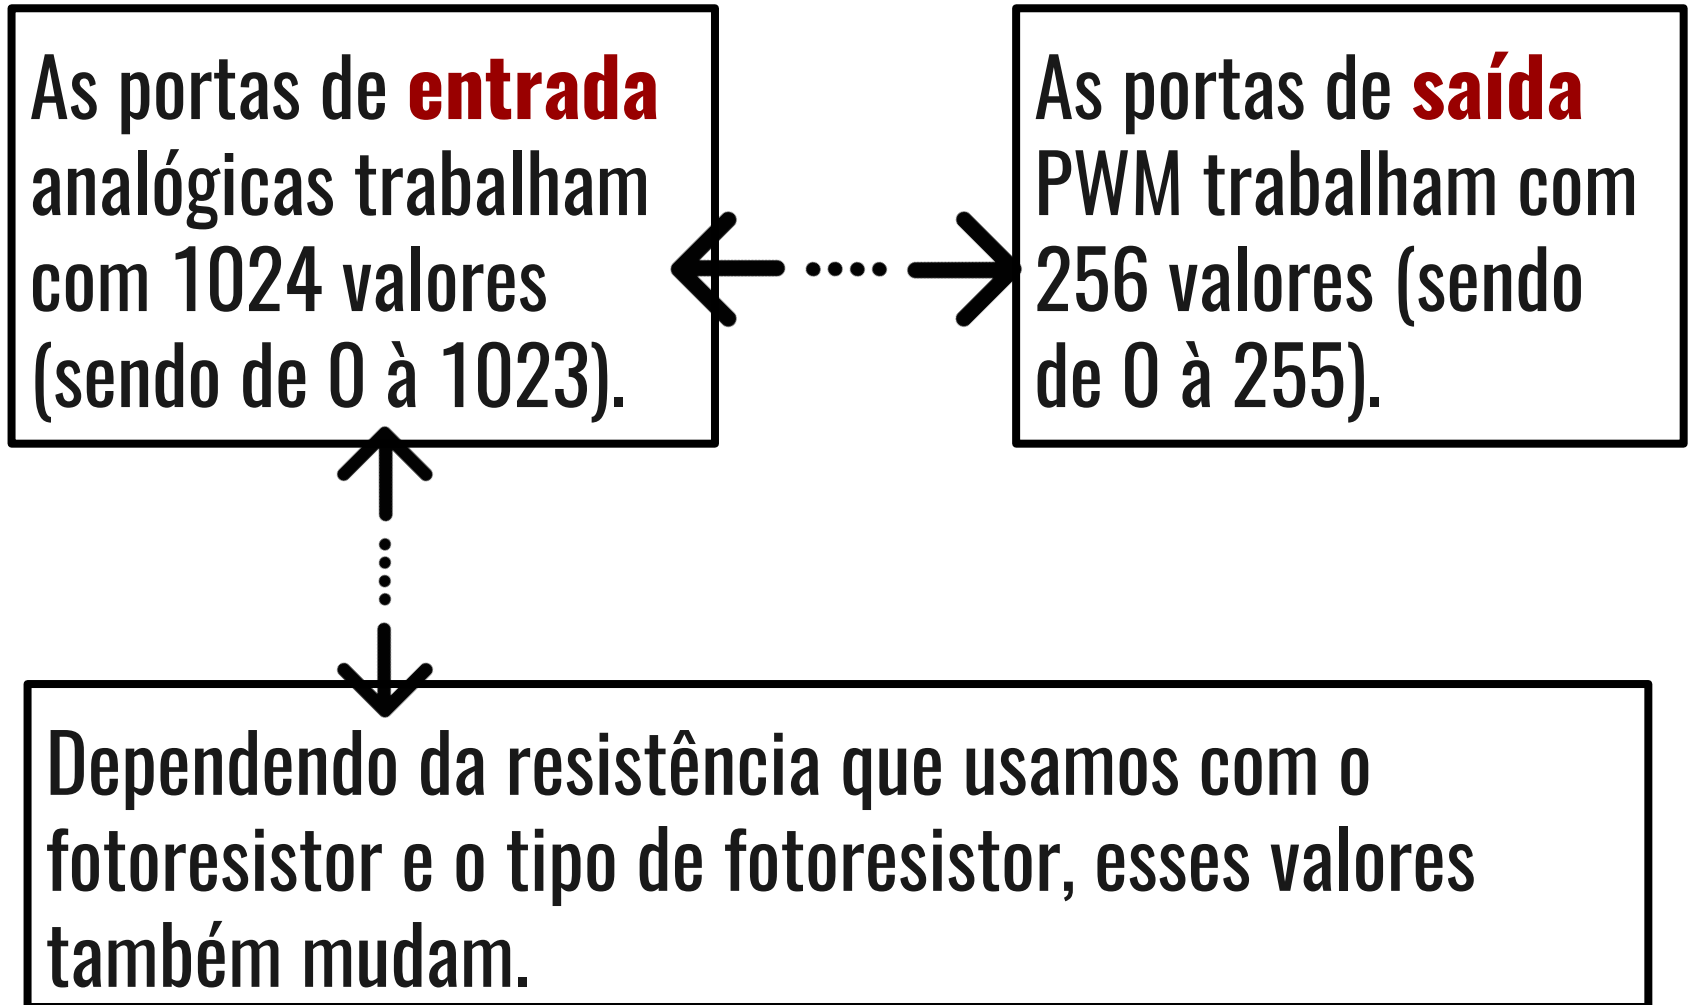 As portas de entrada
analógicas trabalham
com 1024 valores
(sendo de 0 à 1023).
As portas de saída
PWM trabalham com
256 valores (sendo
de 0 à 255).
Dependendo da resistência que usamos com o
fotoresistor e o tipo de fotoresistor, esses valores
também mudam.